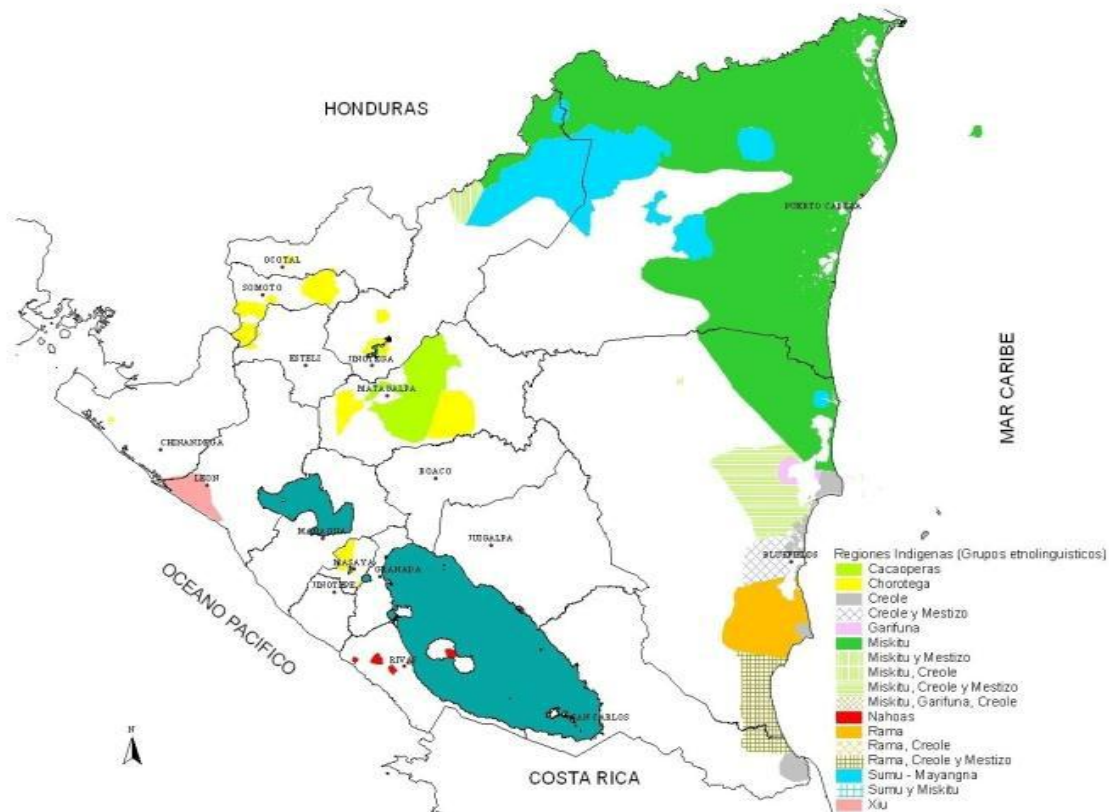 HONDURAS
PUERTO CABEZA
OCOTAL
SOMOTO
ESTELI
JINOTEGA
MATAGALPA
MAR CARIBE
CHINANDEGA
LEON
BOACO
MANAGUA
JUIGALPA
MASAYA
GRANADA
JINOTEPE
BLUEFIELDS
OCEANO PACIFICO
RIVAS
SAN CARLOS
N
COSTA RICA
Regiones Indigenas (Grupos etnolinguisticos)
Cacaoperas
Chorotega
Creole
Creole y Mestizo
Garifuna
Miskitu
Miskitu y Mestizo
Miskitu, Creole
Miskitu, Creole y Mestizo
Miskitu, Garifuna, Creole
Nahoas
Rama
Rama, Creole
Rama, Creole y Mestizo
Sumu - Mayangna
Sumu y Miskitu
Xiu